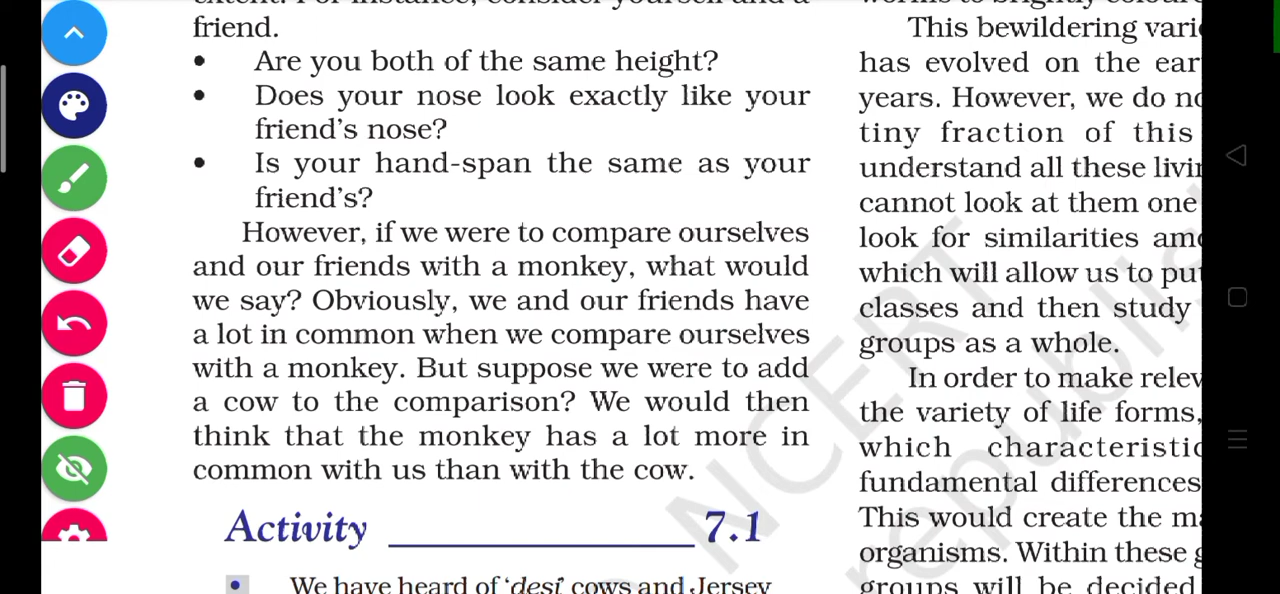 friend.
• Are you both of the same height?
• Does your nose look exactly like your
friend's nose?
• Is your hand-span the same as your
friend's?
However, if we were to compare ourselves
and our friends with a monkey, what would
we say? Obviously, we and our friends have
a lot in common when we compare ourselves
with a monkey. But suppose we were to add
a cow to the comparison? We would then
think that the monkey has a lot more in
common with us than with the cow.
Activity 7.1
• We have heard of 'desi' cows and Jersey
This bewildering
has evolved on the
years. However, we do
tiny fraction of this
understand all these
cannot look at them one
look for similarities
which will allow us to put
classes and then study
groups as a whole.
In order to make
the variety of life forms,
which
fundamental differences
This would create the
organisms. Within these
groups will be decided
NCERT